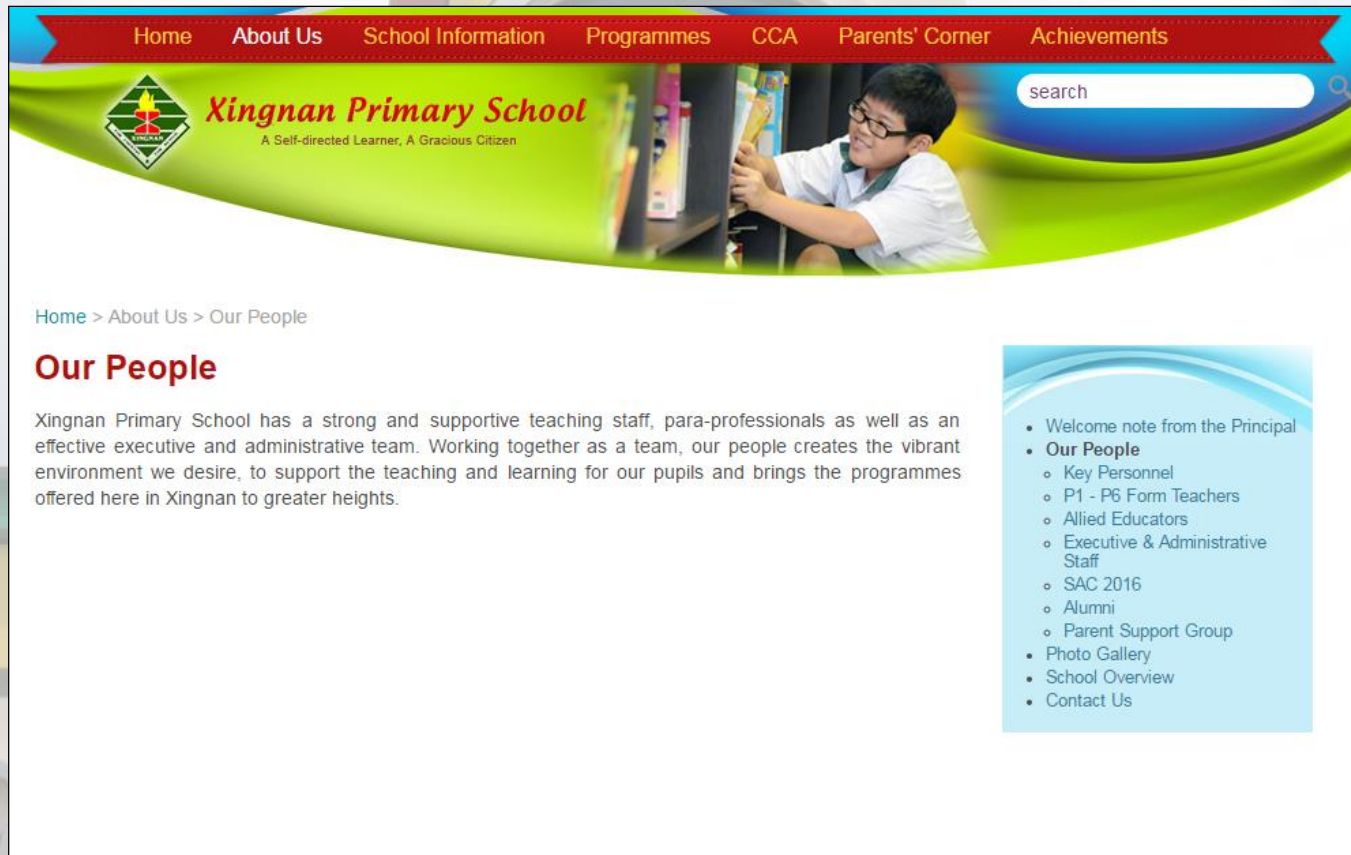 Home About Us School Information Programmes CCA Parents' Corner Achievements
search
Xingnan Primary School
A Self-directed Learner, A Gracious Citizen
XINGNAN
Home > About Us > Our People
Our People
Xingnan Primary School has a strong and supportive teaching staff, para-professionals as well as an
effective executive and administrative team. Working together as a team, our people creates the vibrant
environment we desire, to support the teaching and learning for our pupils and brings the programmes
offered here in Xingnan to greater heights.
Welcome note from the Principal
Our People
Key Personnel
P1 - P6 Form Teachers
Allied Educators
Executive & Administrative
Staff
SAC 2016
Alumni
Parent Support Group
Photo Gallery
School Overview
Contact Us